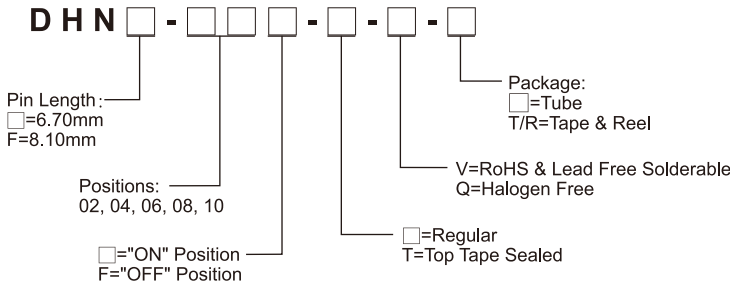 DHN□-□□□-□-□-□
Pin Length:
□=6.70mm
F=8.10mm
Positions:
02, 04, 06, 08, 10
□="ON" Position
F="OFF" Position
□=Regular
T=Top Tape Sealed
V=RoHS & Lead Free Solderable
Q=Halogen Free
Package:
□=Tube
T/R=Tape & Reel